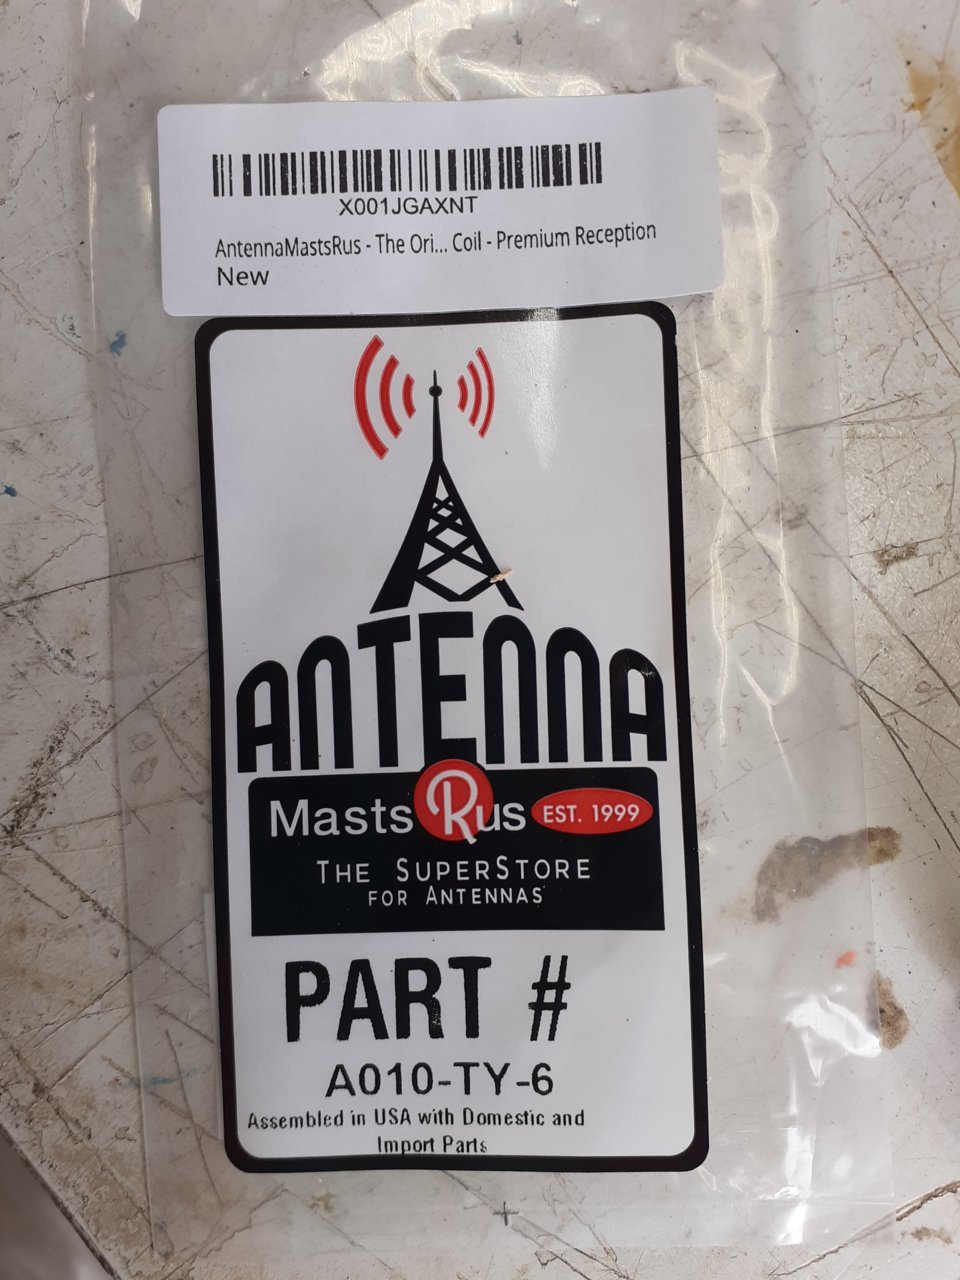 X001JGAXNT
AntennaMastsRus - The Ori... Coil - Premium Reception
New
ANTENNA
Masts Rus EST. 1999
THE SUPERSTORE
FOR ANTENNAS
PART #
A010-TY-6
Assembled in USA with Domestic and
Import Parts